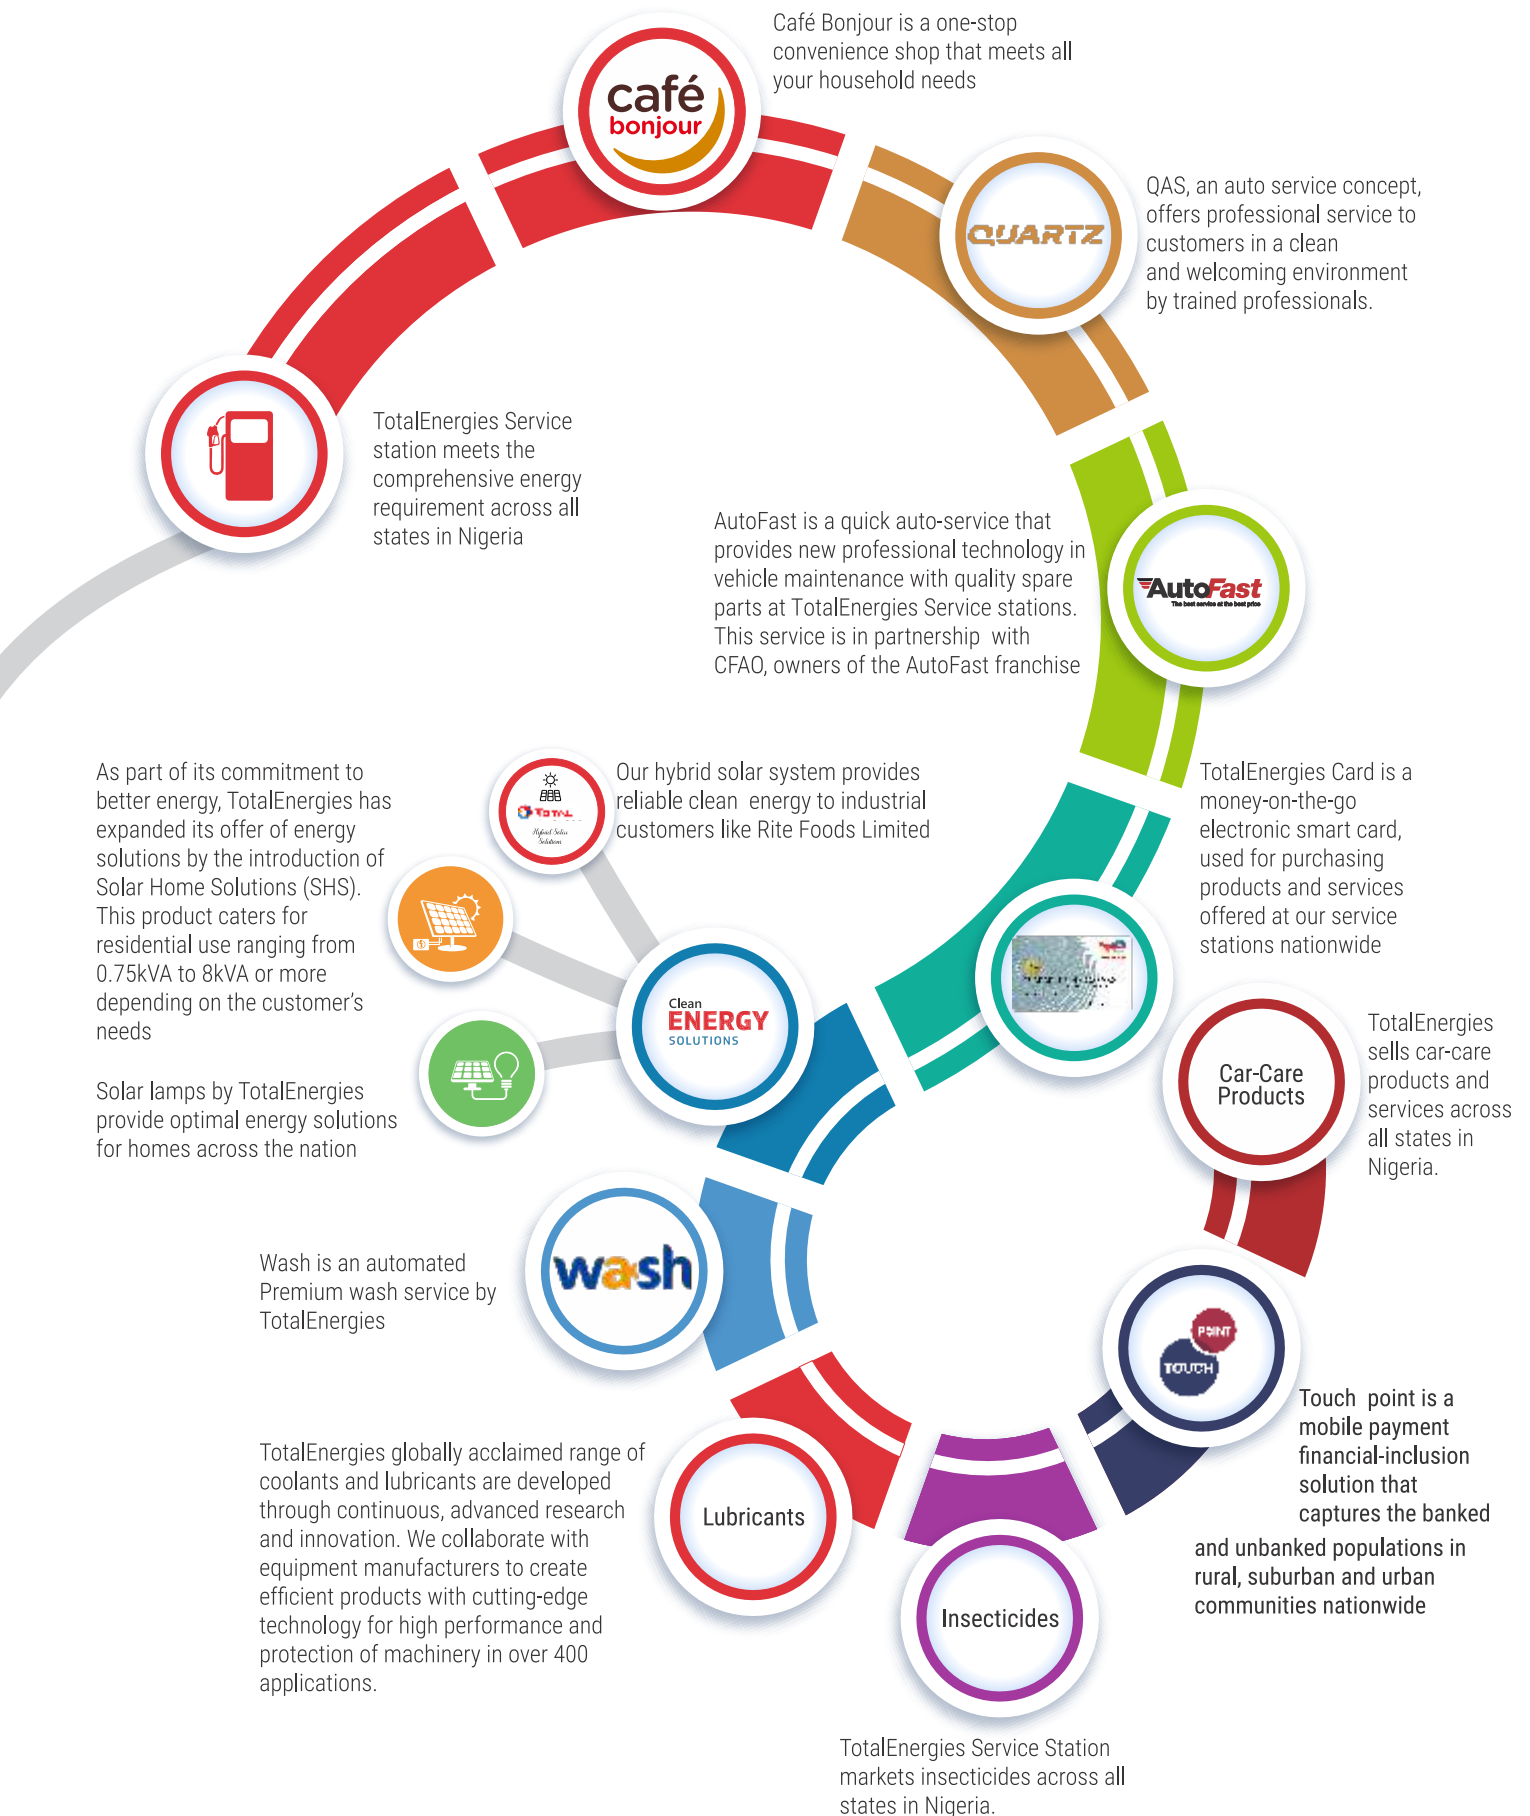 Café Bonjour is a one-stop
convenience shop that meets all
your household needs
café
bonjour
QUARTZ
QAS, an auto service concept,
offers professional service to
customers in a clean
and welcoming environment
by trained professionals.
TotalEnergies Service
station meets the
comprehensive energy
requirement across all
states in Nigeria
AutoFast is a quick auto-service that
provides new professional technology in
vehicle maintenance with quality spare
parts at TotalEnergies Service stations.
This service is in partnership with
CFAO, owners of the AutoFast franchise
AutoFast
The best service at the best price
As part of its commitment to
better energy, TotalEnergies has
expanded its offer of energy
solutions by the introduction of
Solar Home Solutions (SHS).
This product caters for
residential use ranging from
0.75kVA to 8kVA or more
depending on the customer's
needs
TOTAL
Hybrid Solar
Solutions
Our hybrid solar system provides
reliable clean energy to industrial
customers like Rite Foods Limited
TotalEnergies Card is a
money-on-the-go
electronic smart card,
used for purchasing
products and services
offered at our service
stations nationwide
Clean
ENERGY
SOLUTIONS
Solar lamps by TotalEnergies
provide optimal energy solutions
for homes across the nation
Car-Care
Products
TotalEnergies
sells car-care
products and
services across
all states in
Nigeria.
Wash is an automated
Premium wash service by
TotalEnergies
wash
POINT
TOUCH
Touch point is a
mobile payment
financial-inclusion
solution that
captures the banked
and unbanked populations in
rural, suburban and urban
communities nationwide
TotalEnergies globally acclaimed range of
coolants and lubricants are developed
through continuous, advanced research
and innovation. We collaborate with
equipment manufacturers to create
efficient products with cutting-edge
technology for high performance and
protection of machinery in over 400
applications.
Lubricants
Insecticides
TotalEnergies Service Station
markets insecticides across all
states in Nigeria.